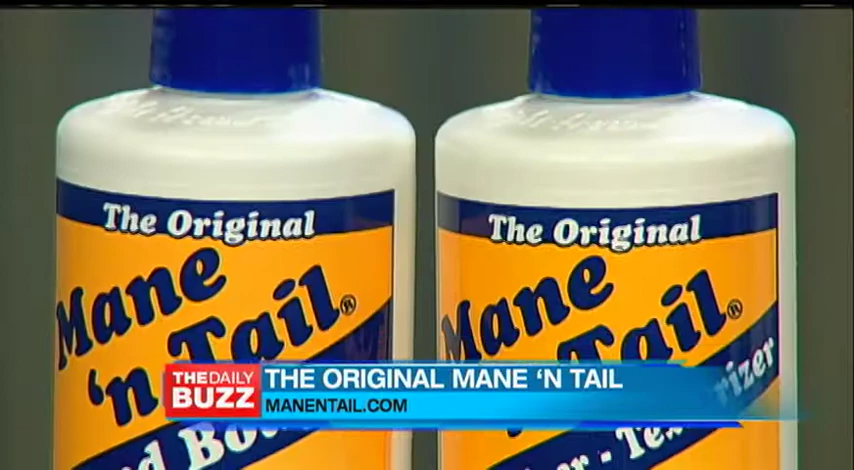 The Original
Mane
'n Tail®
The Original
Mane
Tail®
THE DAILY
BUZZ
THE ORIGINAL MANE 'N TAIL
MANENTAIL.COM